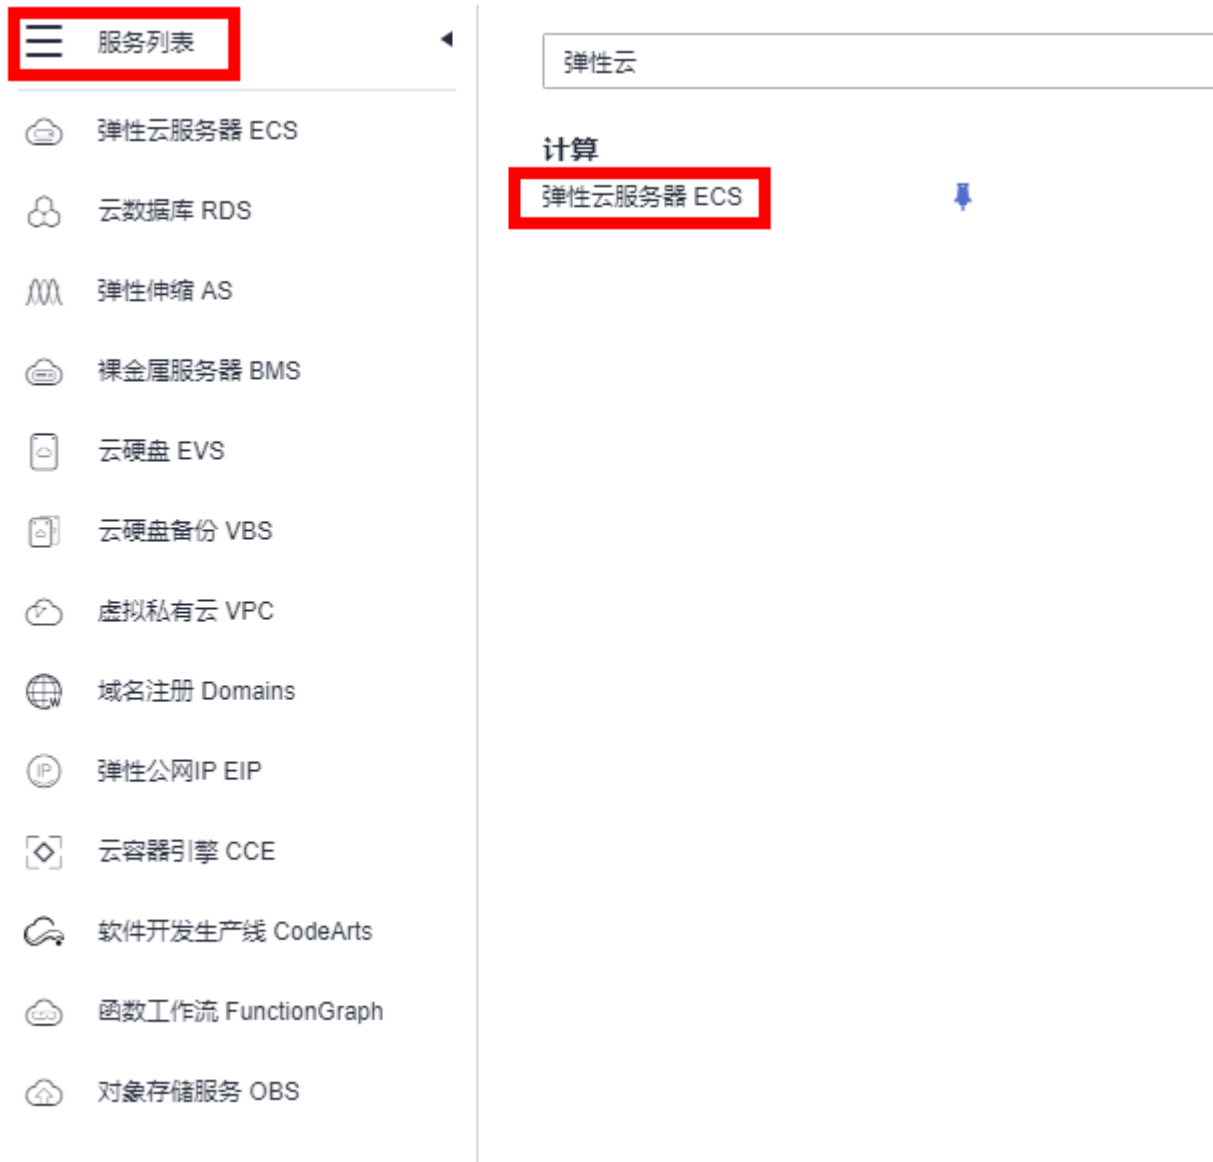 服务列表
弹性云服务器 ECS
云数据库 RDS
弹性伸缩 AS
裸金属服务器 BMS
云硬盘 EVS
云硬盘备份 VBS
虚拟私有云 VPC
域名注册 Domains
弹性公网IP EIP
云容器引擎 CCE
软件开发生产线 CodeArts
函数工作流 FunctionGraph
对象存储服务 OBS
弹性云
计算
弹性云服务器 ECS